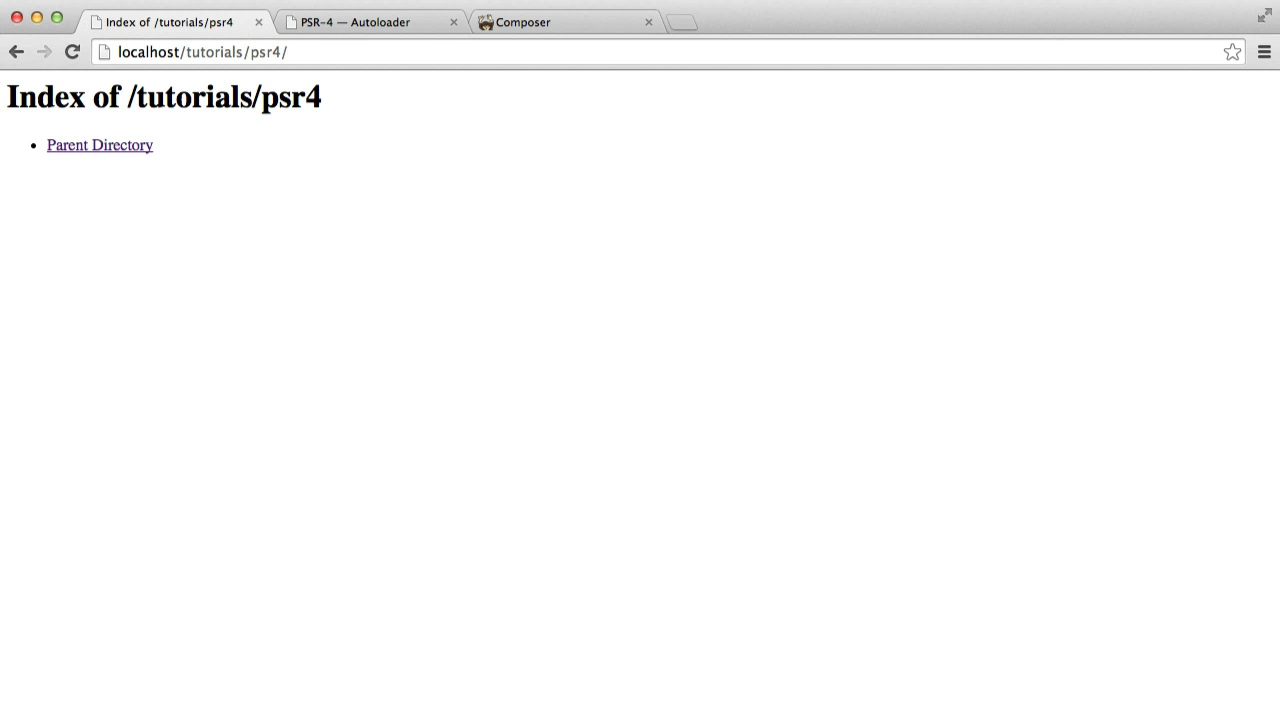 Index of /tutorials/psr4
PSR-4 — Autoloader
Composer
localhost/tutorials/psr4/
Index of /tutorials/psr4
Parent Directory